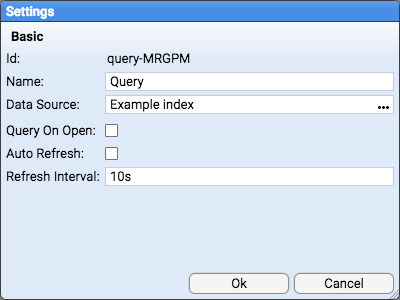 Settings
Basic
Id: query-MRGPM
Name: Query
Data Source: Example index ...
Query On Open:
Auto Refresh:
Refresh Interval: 10s
Ok Cancel